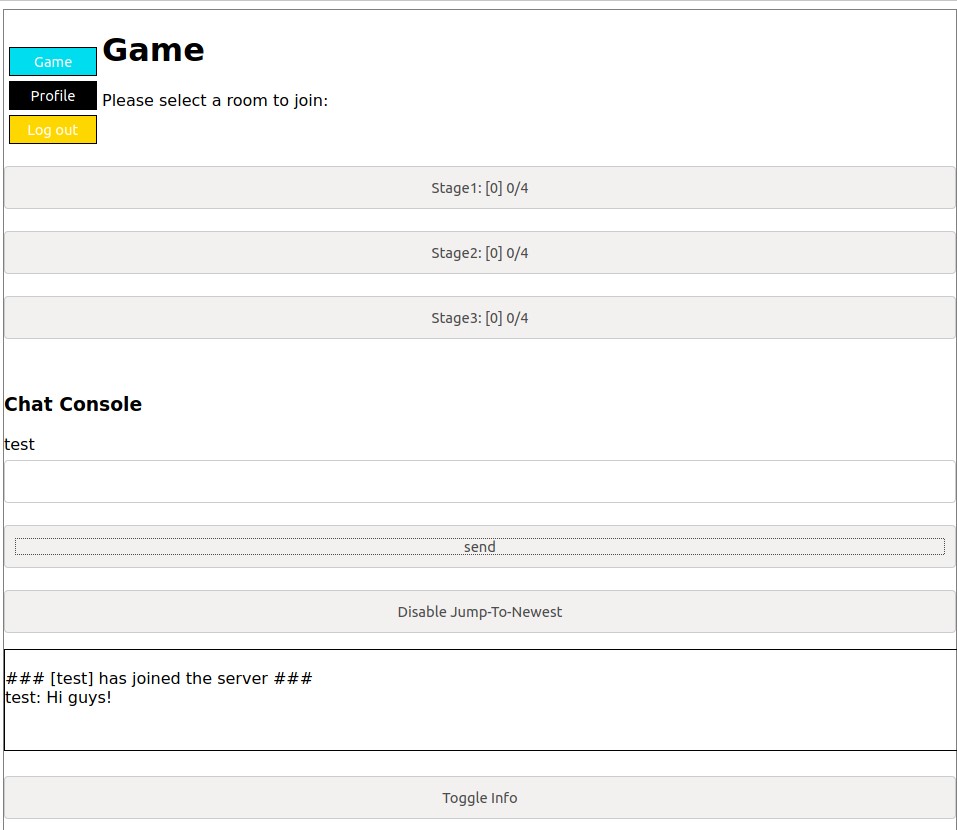 Game
Game
Profile
Please select a room to join:
Log out
Stage1: [0] 0/4
Stage2: [0] 0/4
Stage3: [0] 0/4
Chat Console
test
send
Disable Jump-To-Newest
### [test] has joined the server ###
test: Hi guys!
Toggle Info